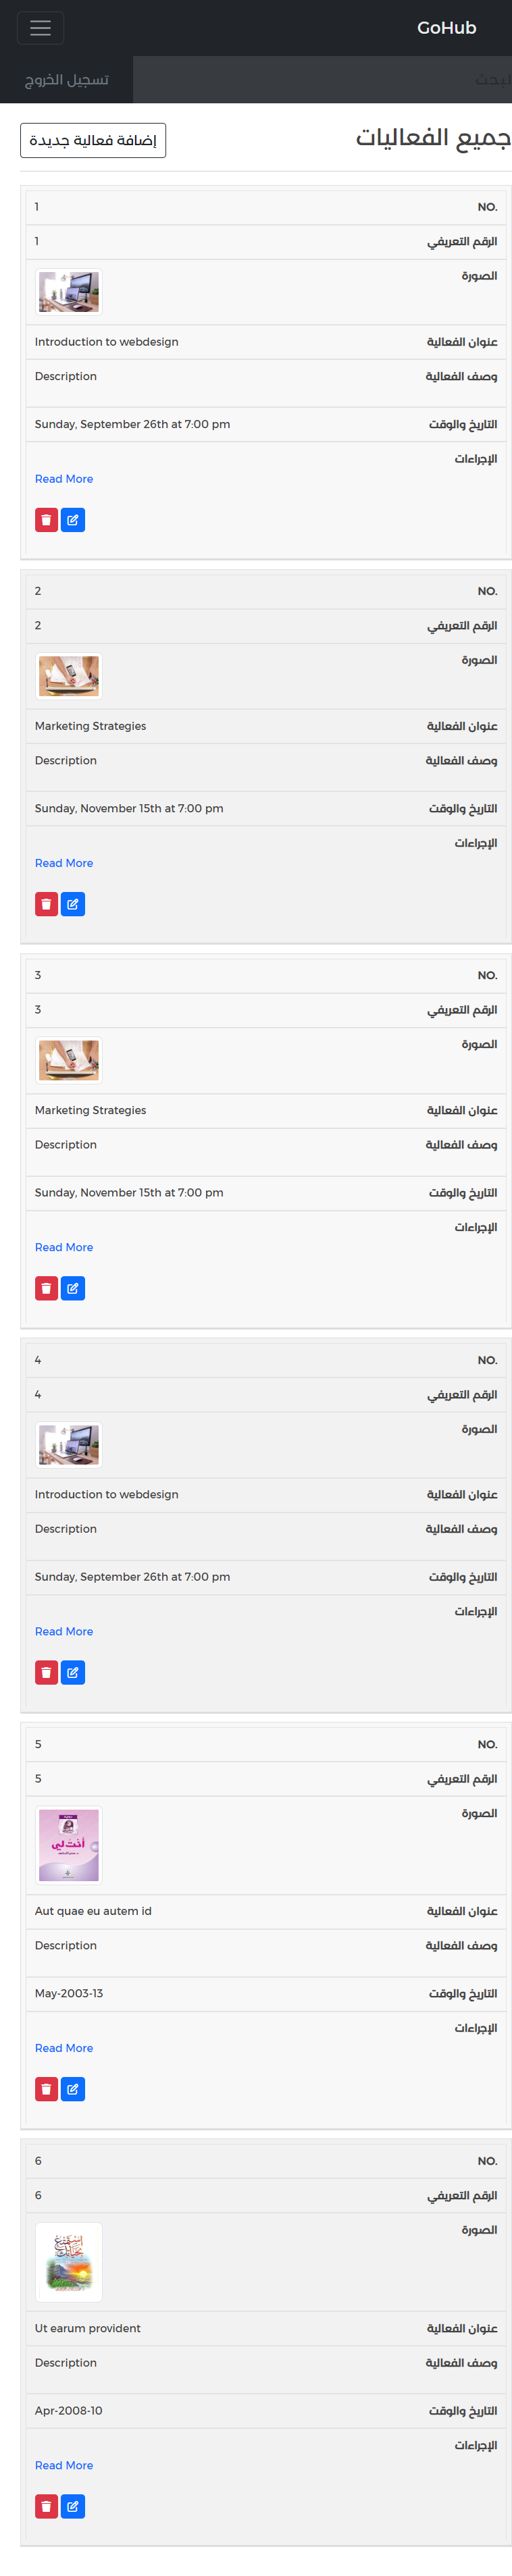 GoHub
البحث
تسجيل الخروج
جميع الفعاليات
إضافة فعالية جديدة
NO. 1
الرقم التعريفي 1
الصورة
عنوان الفعالية Introduction to webdesign
وصف الفعالية Description
التاريخ والوقت Sunday, September 26th at 7:00 pm
الإجراءات
Read More
NO. 2
الرقم التعريفي 2
الصورة
عنوان الفعالية Marketing Strategies
وصف الفعالية Description
التاريخ والوقت Sunday, November 15th at 7:00 pm
الإجراءات
Read More
NO. 3
الرقم التعريفي 3
الصورة
عنوان الفعالية Marketing Strategies
وصف الفعالية Description
التاريخ والوقت Sunday, November 15th at 7:00 pm
الإجراءات
Read More
NO. 4
الرقم التعريفي 4
الصورة
عنوان الفعالية Introduction to webdesign
وصف الفعالية Description
التاريخ والوقت Sunday, September 26th at 7:00 pm
الإجراءات
Read More
NO. 5
الرقم التعريفي 5
الصورة
أنت لي
عنوان الفعالية Aut quae eu autem id
وصف الفعالية Description
التاريخ والوقت May-2003-13
الإجراءات
Read More
NO. 6
الرقم التعريفي 6
الصورة
استمتع بحياتك
عنوان الفعالية Ut earum provident
وصف الفعالية Description
التاريخ والوقت Apr-2008-10
الإجراءات
Read More